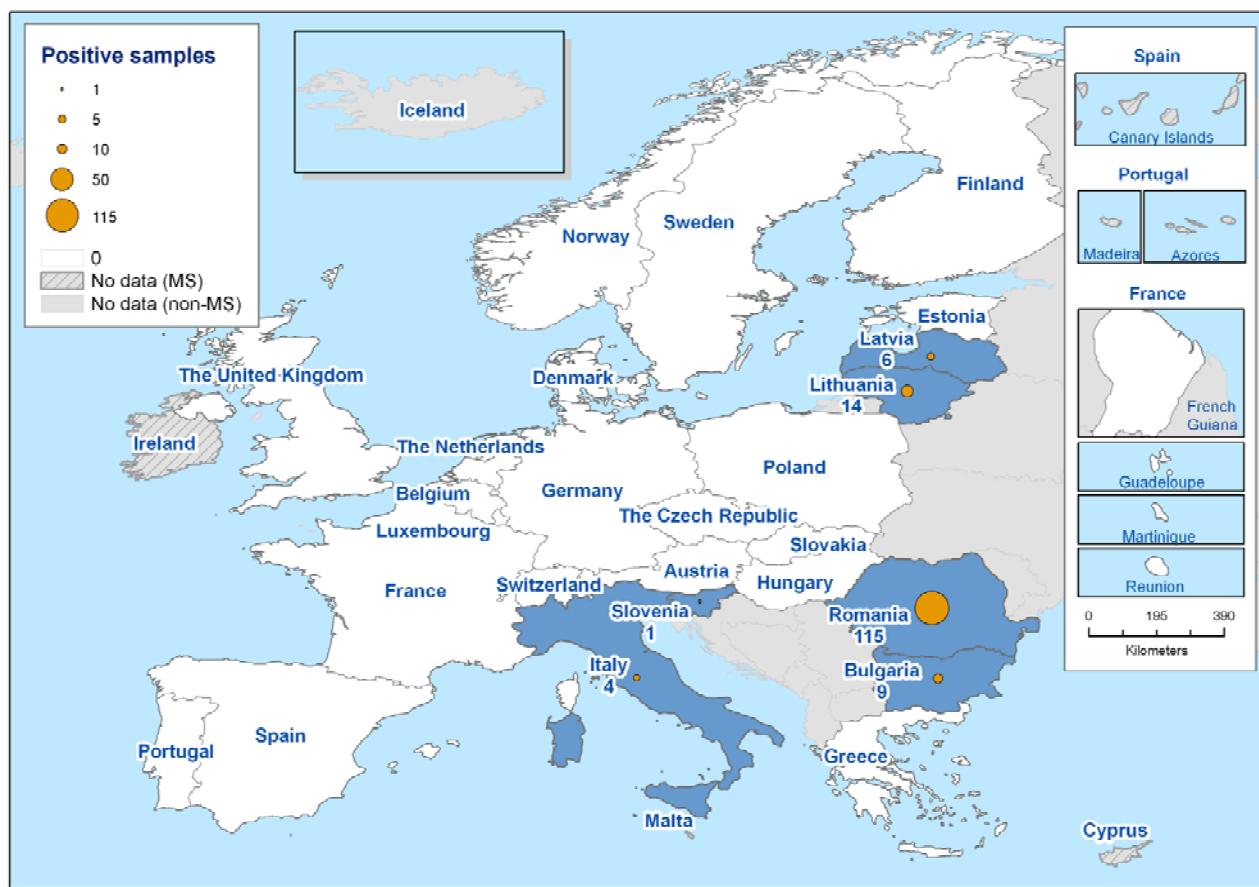 Positive samples
1
5
10
50
115
0
No data (MS)
No data (non-MS)
Iceland
Norway
Sweden
Finland
Estonia
Latvia
6
Lithuania
14
The United Kingdom
Ireland
Denmark
The Netherlands
Belgium
Luxembourg
Germany
Poland
The Czech Republic
Slovakia
Austria
Hungary
Switzerland
France
Slovenia
1
Romania
115
Italy
4
Bulgaria
9
Portugal
Spain
Greece
Malta
Cyprus
Spain
Canary Islands
Portugal
Madeira
Azores
France
French
Guiana
Guadeloupe
Martinique
Reunion
0 195 390
Kilometers